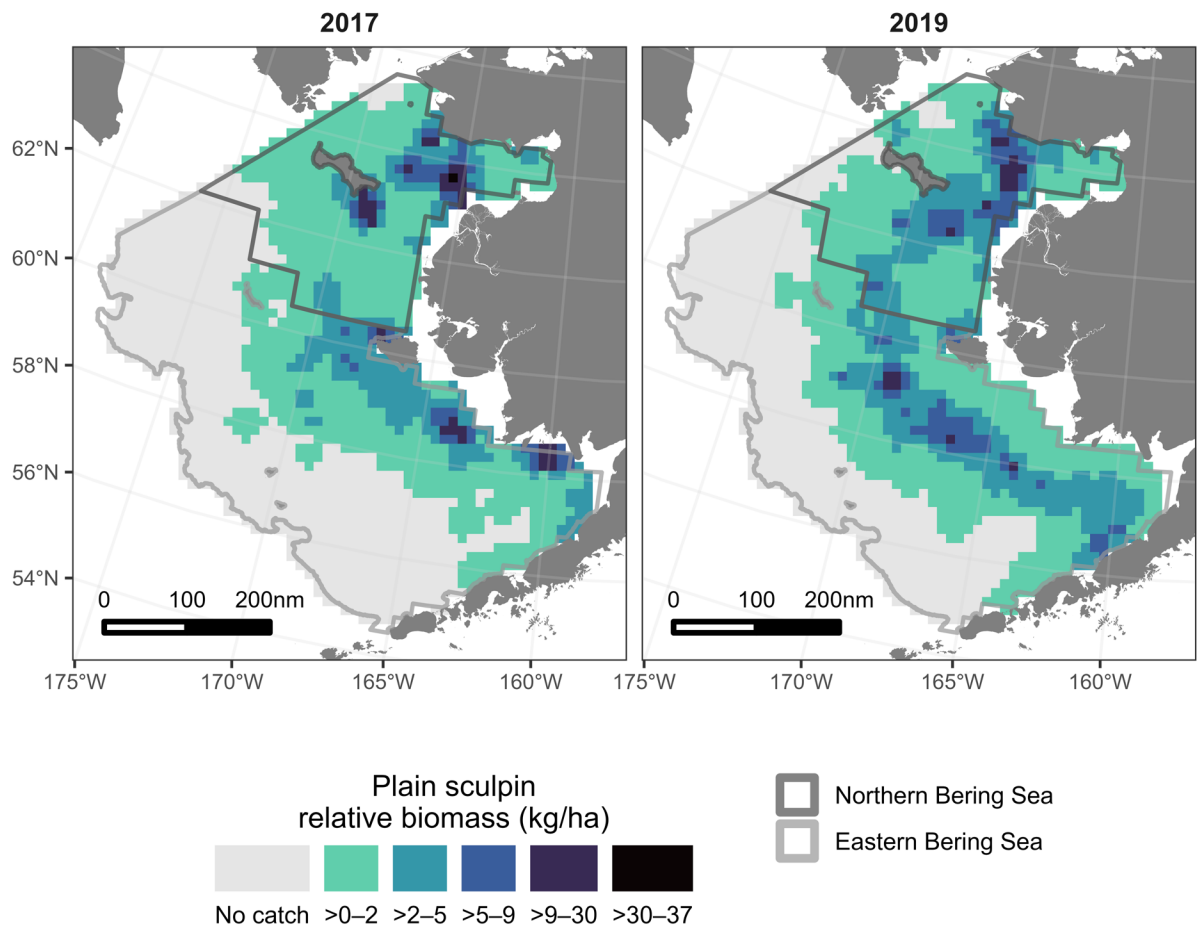 2017
2019
62°N
60°N
58°N
56°N
54°N
0 100 200nm
0 100 200nm
175°W 170°W 165°W 160°W 175°W 170°W 165°W 160°W
Plain sculpin
relative biomass (kg/ha)
No catch >0–2 >2–5 >5–9 >9–30 >30–37
Northern Bering Sea
Eastern Bering Sea